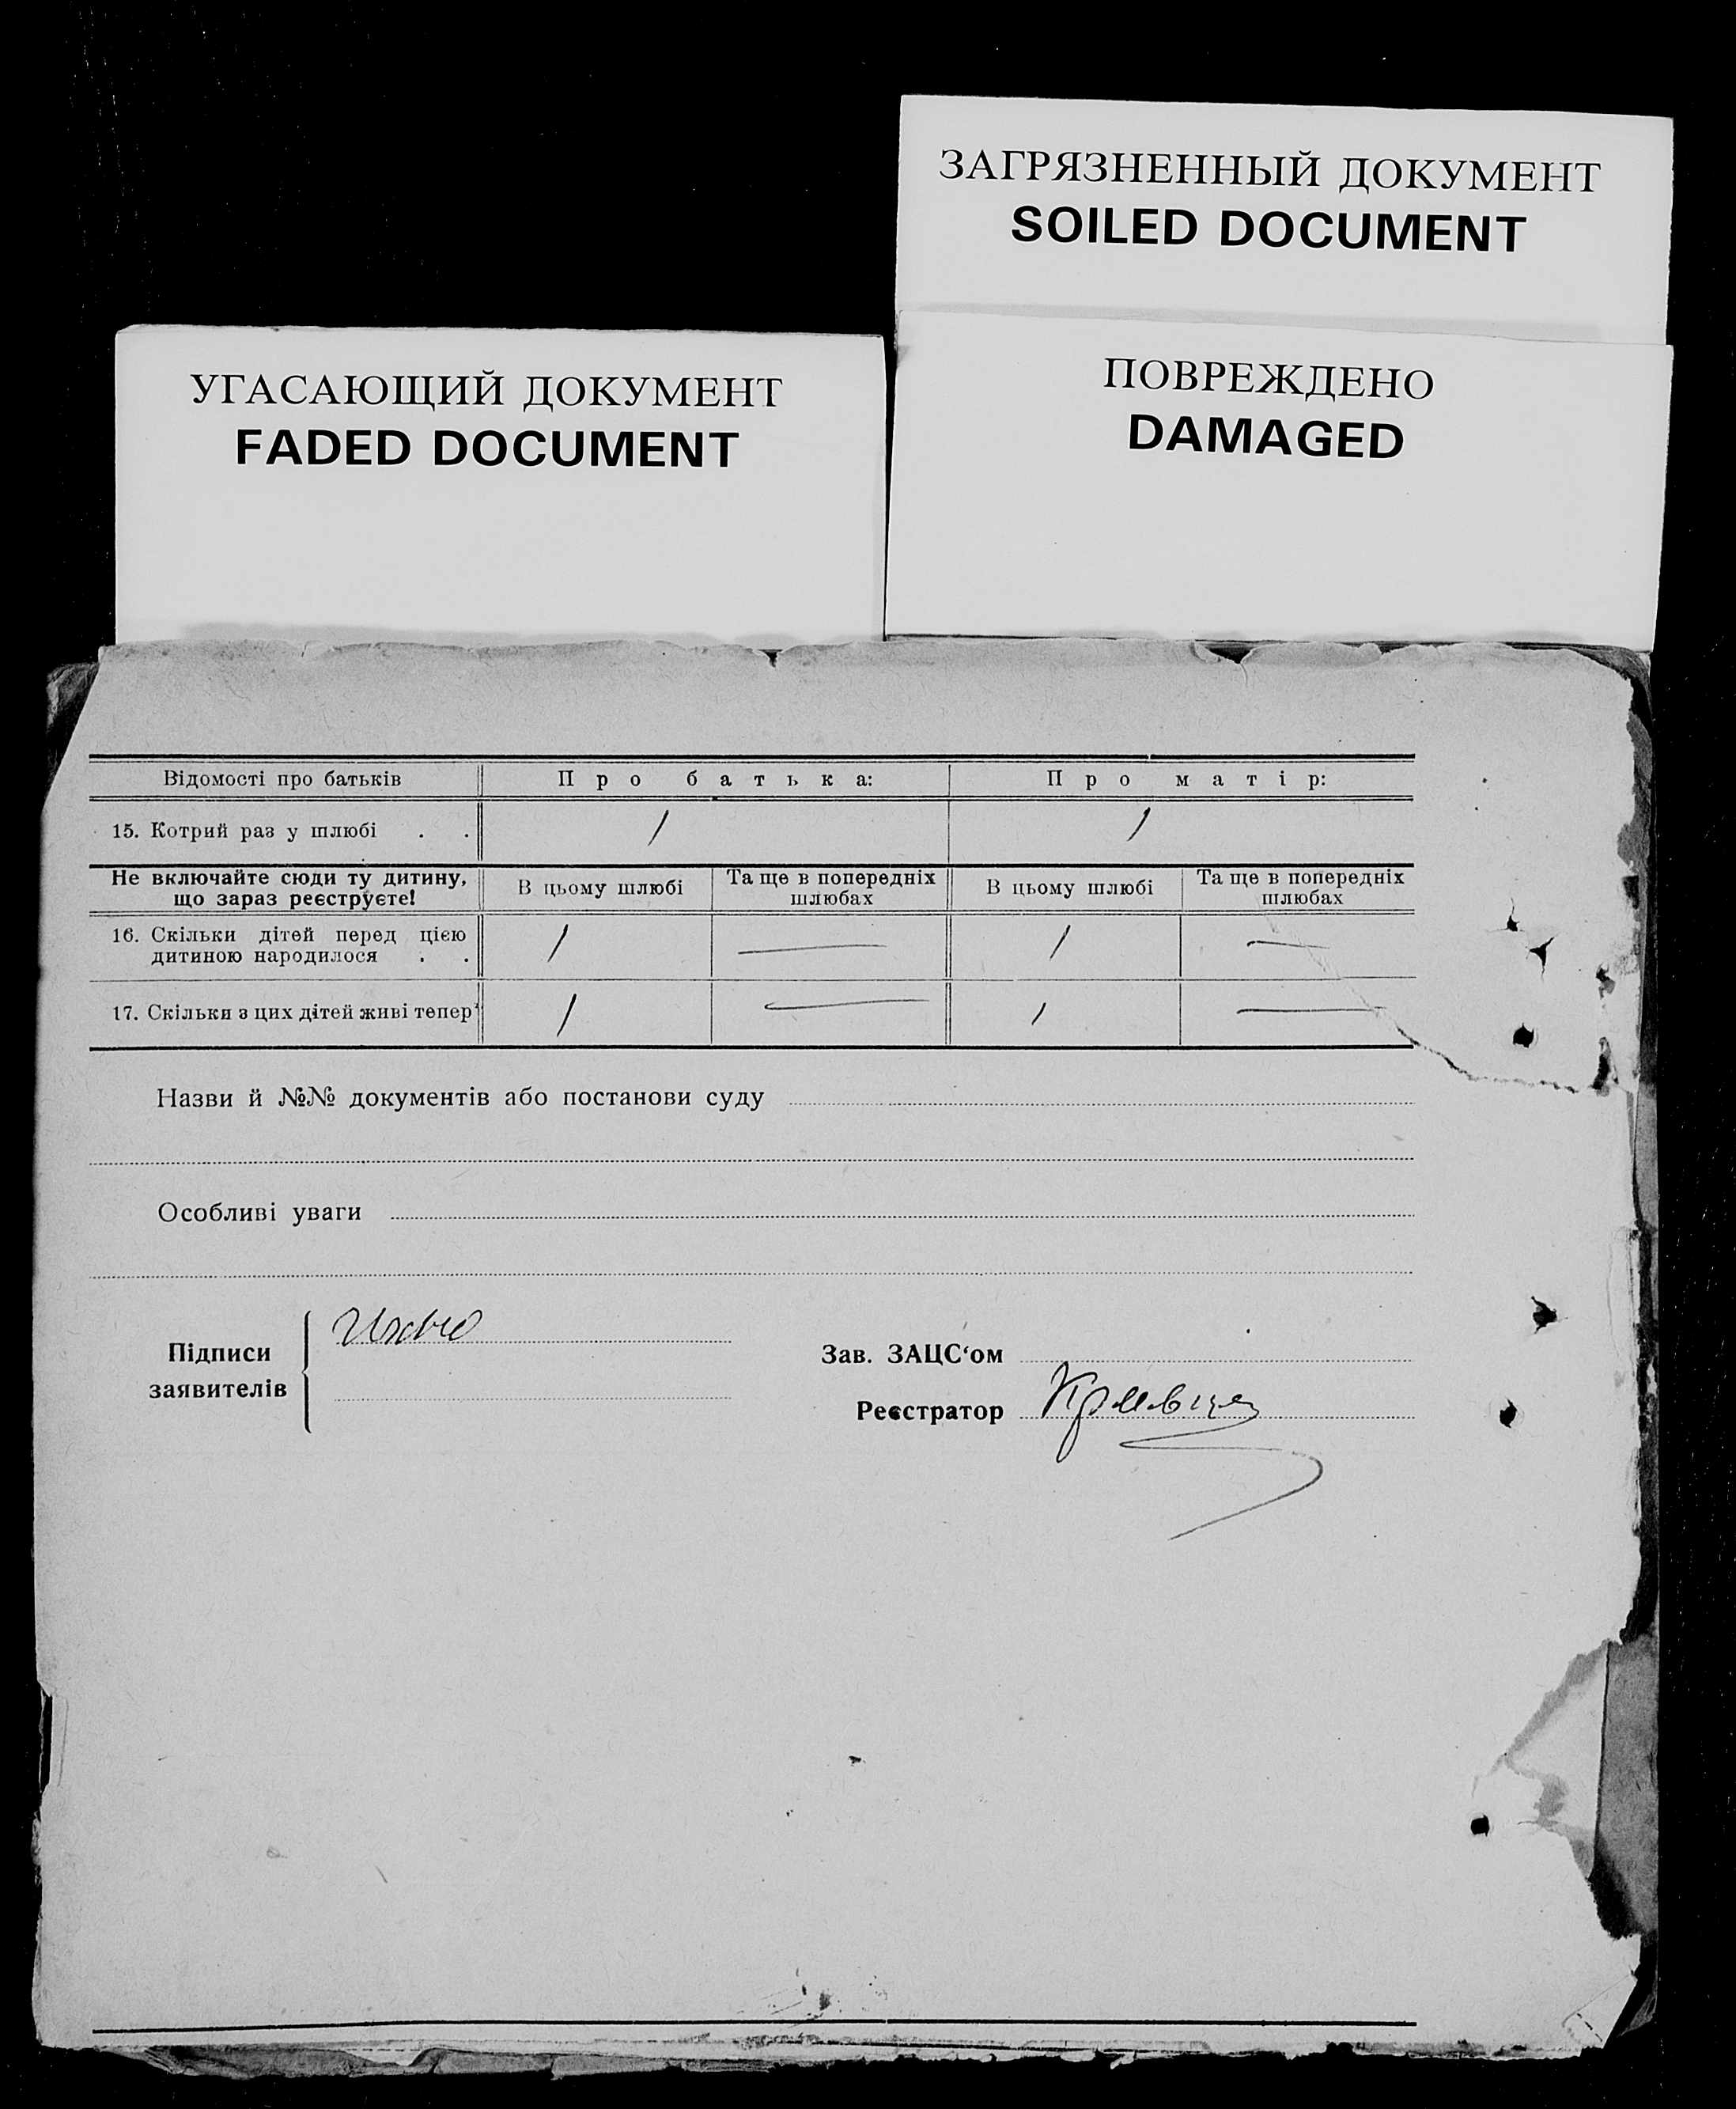 ЗАГРЯЗНЕННЫЙ ДОКУМЕНТ
SOILED DOCUMENT
УГАСАЮЩИЙ ДОКУМЕНТ
FADED DOCUMENT
ПОВРЕЖДЕНО
DAMAGED
Відомості про батьків Про батька: Про матір:
15. Котрий раз у шлюбі . . 1 1
Не включайте сюди ту дитину, що зараз реєструєте!
В цьому шлюбі
Та ще в попередніх шлюбах
В цьому шлюбі
Та ще в попередніх шлюбах
16. Скільки дітей перед цією
дитиною народилося . . 1 — 1 —
17. Скільки з цих дітей живі тепер 1 — 1 —
Назви й №№ документів або постанови суду
Особливі уваги
Підписи
заявителів
Зав. ЗАЦС‘ом
Реєстратор